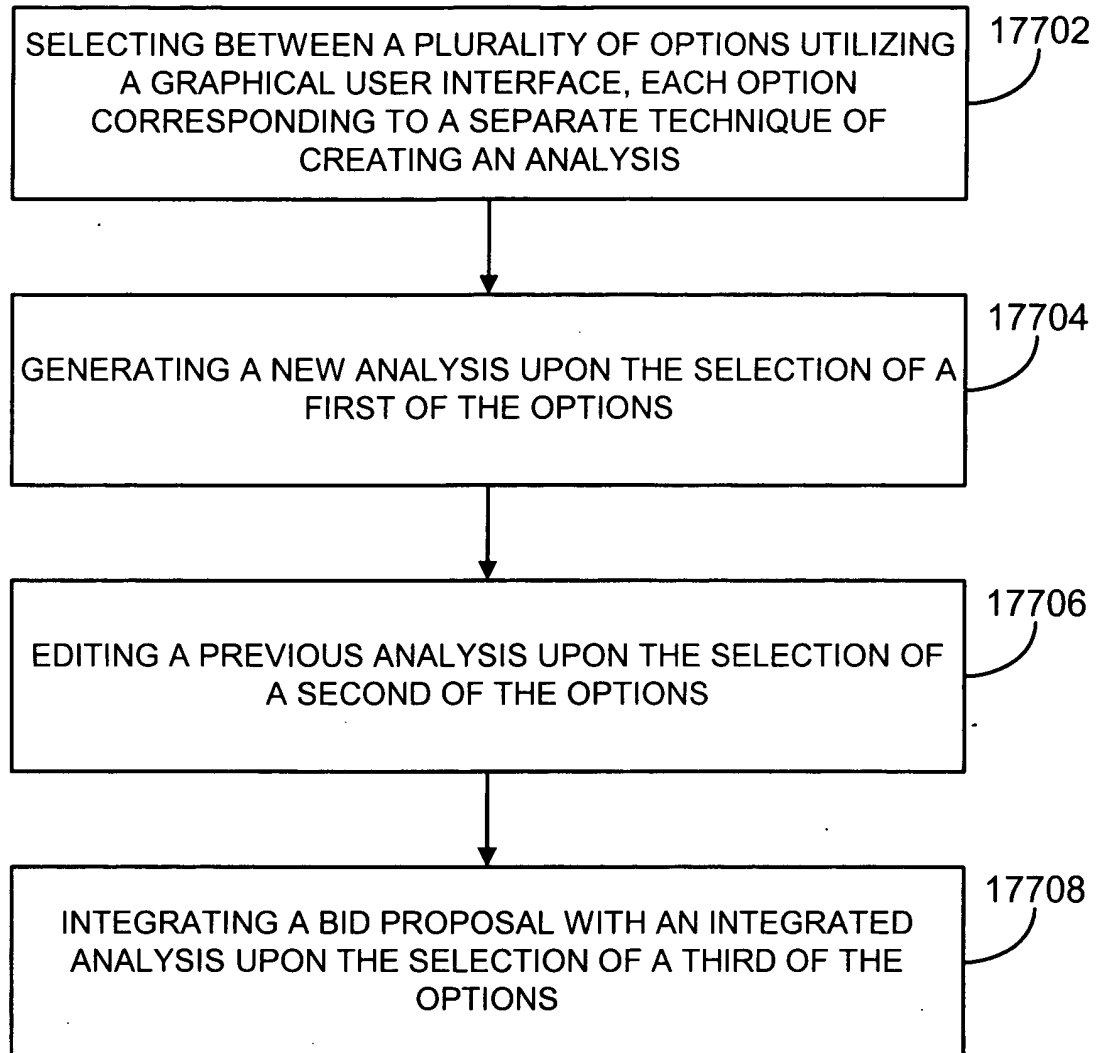 SELECTING BETWEEN A PLURALITY OF OPTIONS UTILIZING
A GRAPHICAL USER INTERFACE, EACH OPTION
CORRESPONDING TO A SEPARATE TECHNIQUE OF
CREATING AN ANALYSIS
17702
GENERATING A NEW ANALYSIS UPON THE SELECTION OF A
FIRST OF THE OPTIONS
17704
EDITING A PREVIOUS ANALYSIS UPON THE SELECTION OF
A SECOND OF THE OPTIONS
17706
INTEGRATING A BID PROPOSAL WITH AN INTEGRATED
ANALYSIS UPON THE SELECTION OF A THIRD OF THE
OPTIONS
17708